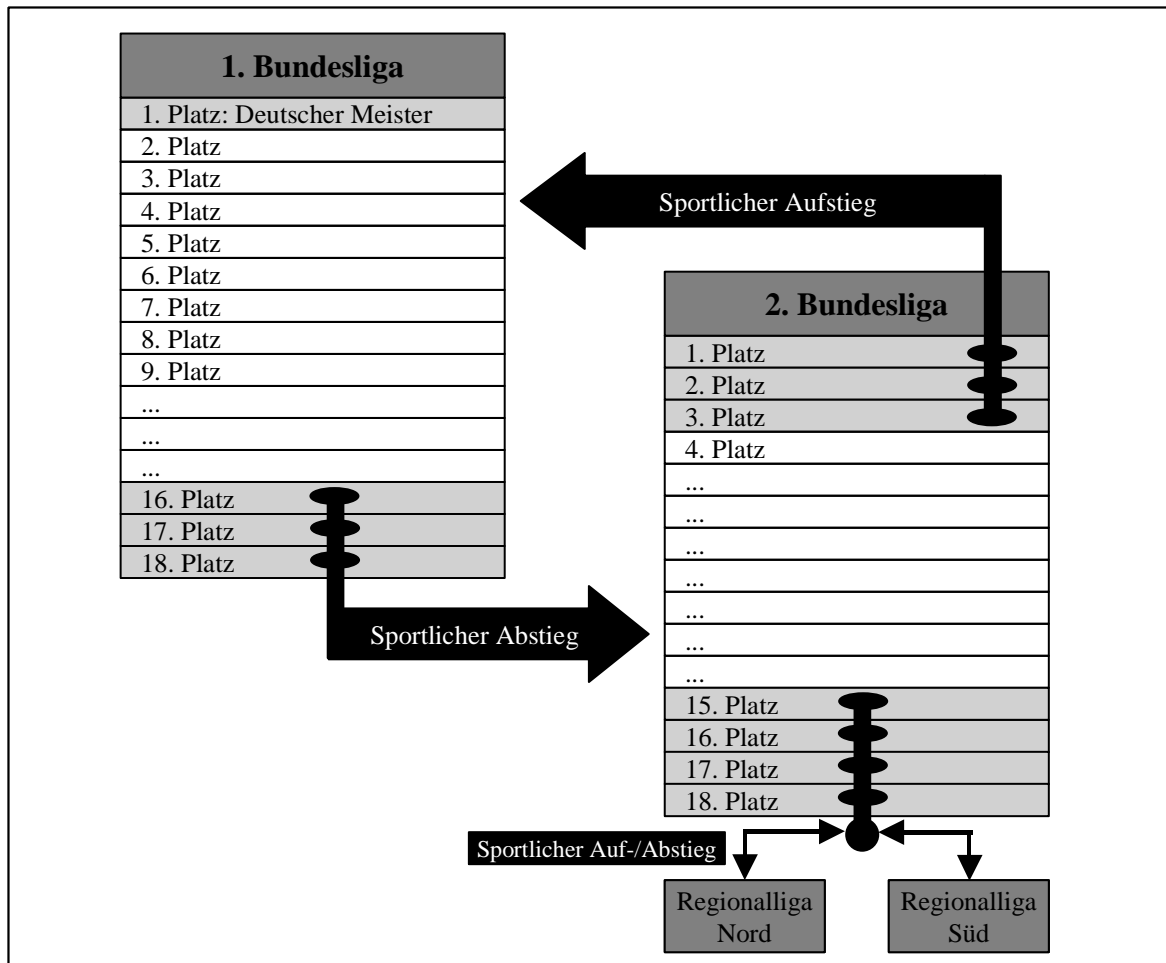 1. Bundesliga
1. Platz: Deutscher Meister
2. Platz
3. Platz
4. Platz
5. Platz
6. Platz
7. Platz
8. Platz
9. Platz
...
...
...
16. Platz
17. Platz
18. Platz
Sportlicher Aufstieg
Sportlicher Abstieg
2. Bundesliga
1. Platz
2. Platz
3. Platz
4. Platz
...
...
...
...
...
...
...
15. Platz
16. Platz
17. Platz
18. Platz
Sportlicher Auf-/Abstieg
Regionalliga
Nord
Regionalliga
Süd